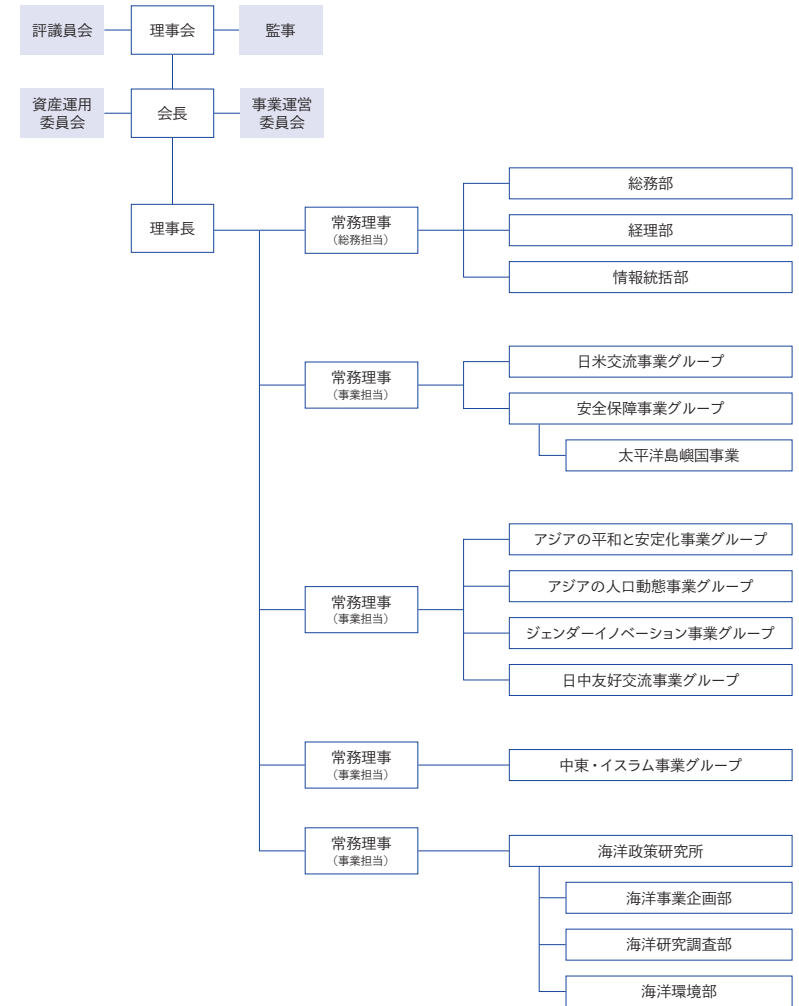 評議員会
理事会
監事
資産運用
委員会
会長
事業運営
委員会
理事長
常務理事
（総務担当）
総務部
経理部
情報統括部
常務理事
（事業担当）
日米交流事業グループ
安全保障事業グループ
太平洋島嶼国事業
常務理事
（事業担当）
アジアの平和と安定化事業グループ
アジアの人口動態事業グループ
ジェンダーイノベーション事業グループ
日中友好交流事業グループ
常務理事
（事業担当）
中東・イスラム事業グループ
常務理事
（事業担当）
海洋政策研究所
海洋事業企画部
海洋研究調査部
海洋環境部